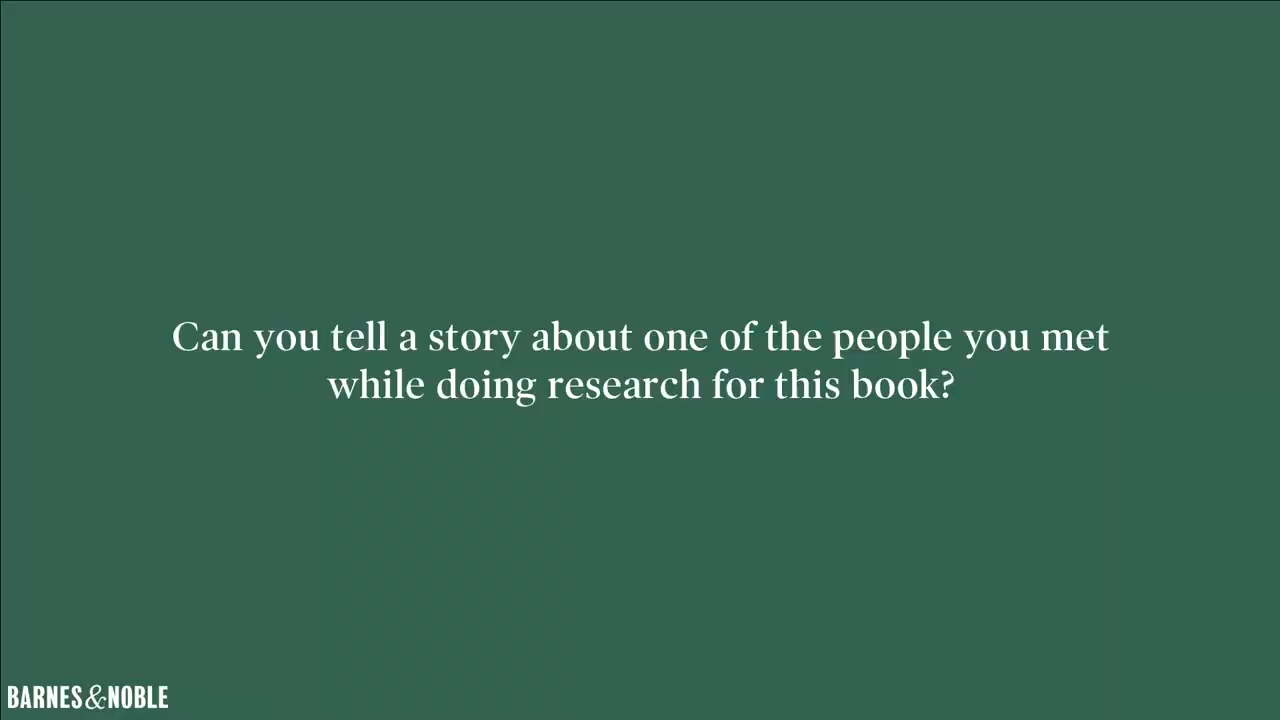 Can you tell a story about one of the people you met
while doing research for this book?
BARNES&NOBLE